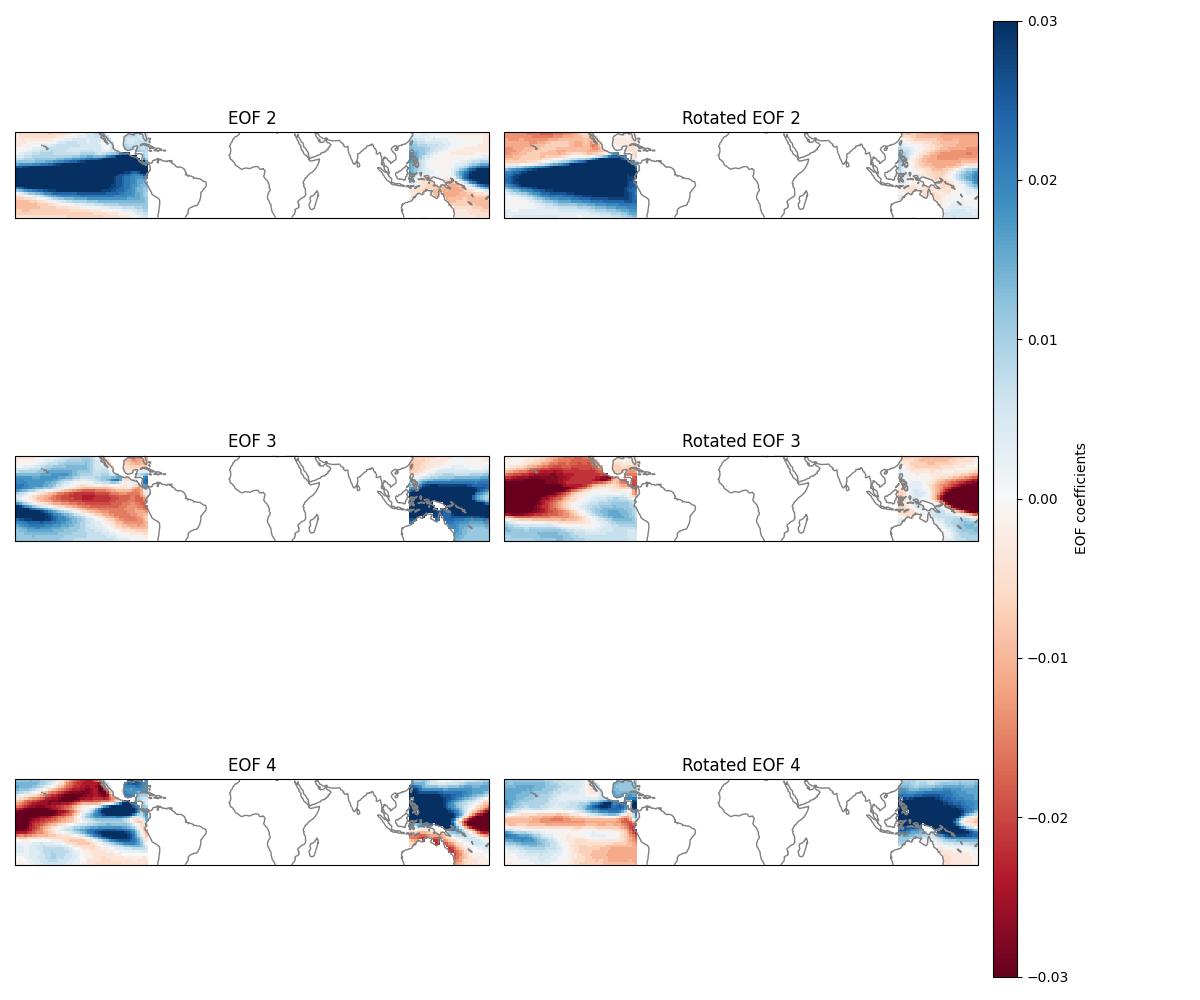 EOF 2
Rotated EOF 2
EOF 3
Rotated EOF 3
EOF 4
Rotated EOF 4
0.03
0.02
0.01
0.00
−0.01
−0.02
−0.03
EOF coefficients